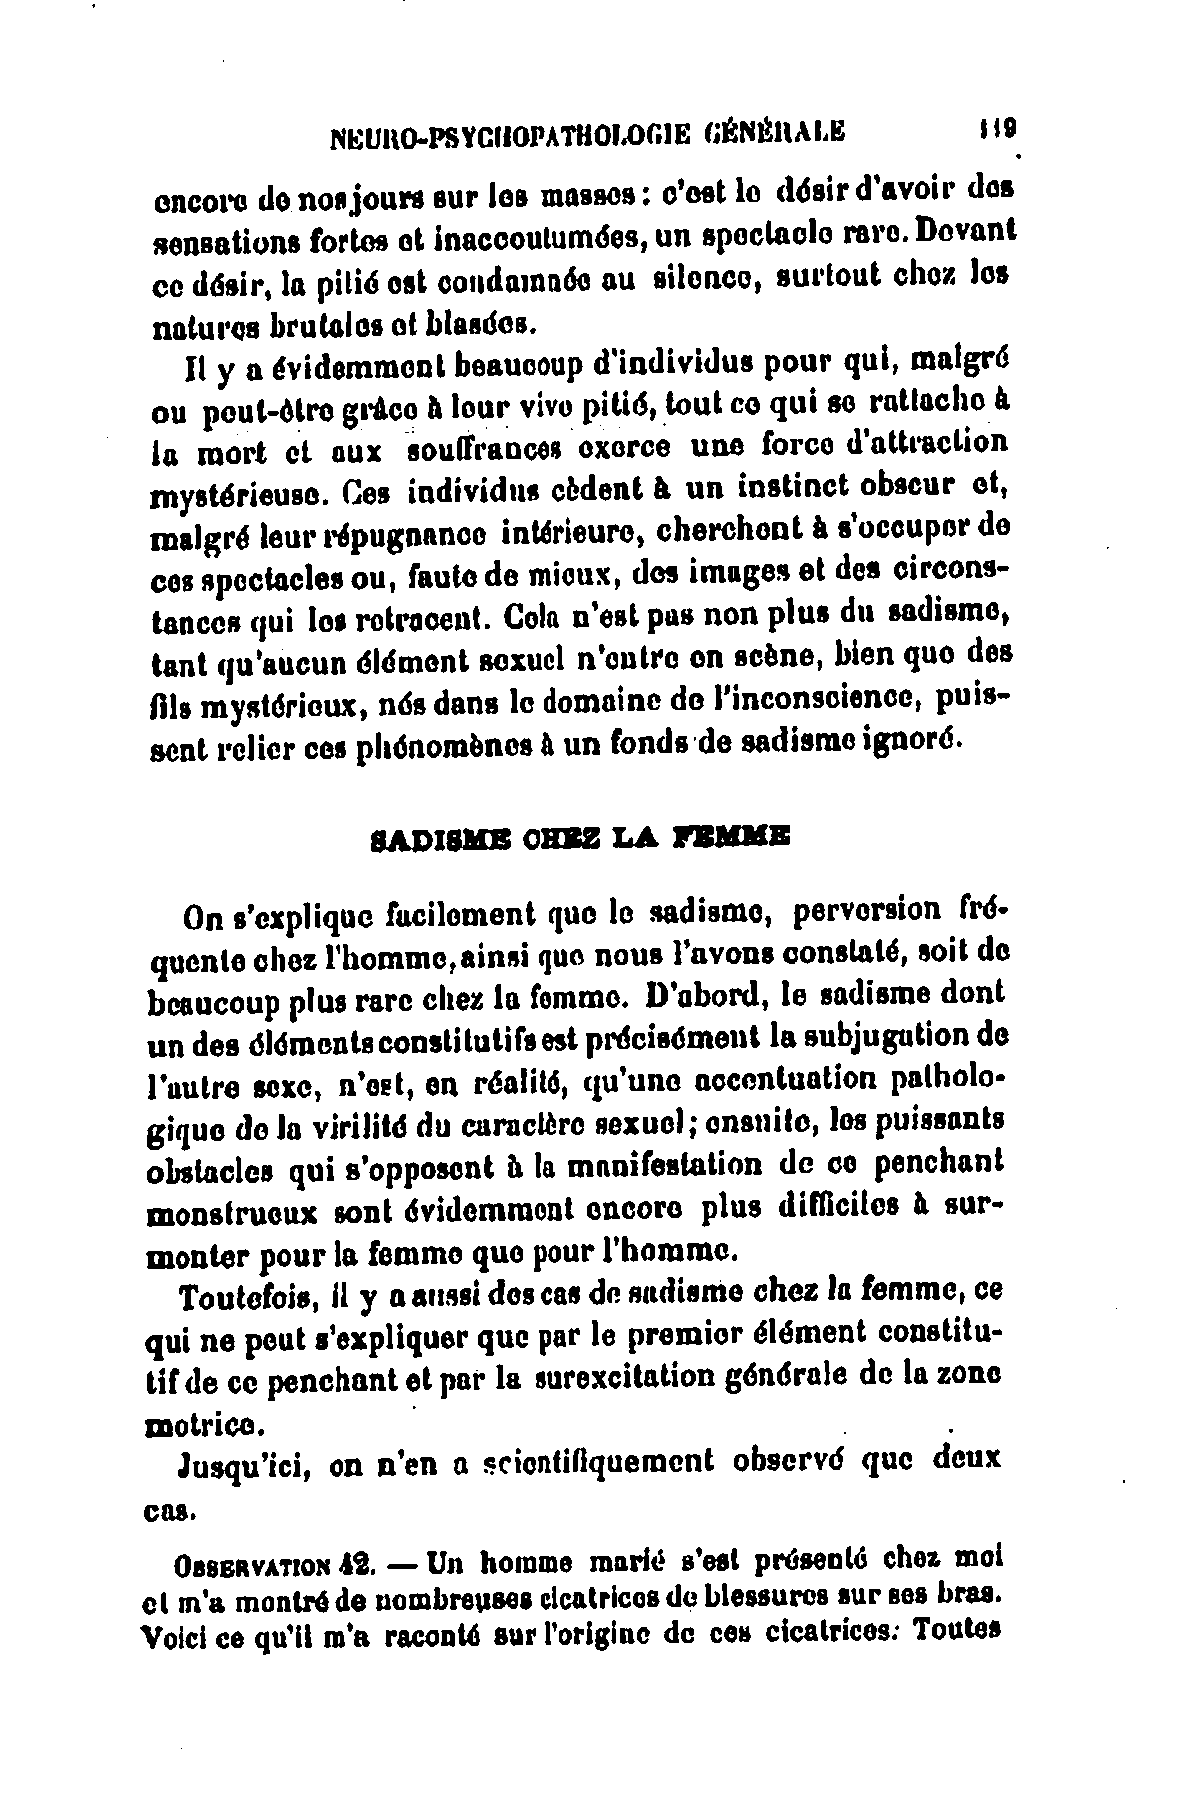 NEURO-PSYCHOPATHOLOGIE GÉNÉRALE 119
encore de nos jours sur les masses : c'est le désir d'avoir des
sensations fortes et inaccoutumées, un spectacle rare. Devant
ce désir, la pitié est condamnée au silence, surtout chez les
natures brutales et blasées.
Il y a évidemment beaucoup d'individus pour qui, malgré
ou peut-être grâce à leur vive pitié, tout ce qui se rattache à
la mort et aux souffrances exerce une force d'attraction
mystérieuse. Ces individus cèdent à un instinct obscur et,
malgré leur répugnance intérieure, cherchent à s'occuper de
ces spectacles ou, faute de mieux, des images et des circons-
tances qui les retracent. Cela n'est pas non plus du sadisme,
tant qu'aucun élément sexuel n'entre en scène, bien que des
fils mystérieux, nés dans le domaine de l'inconscience, puis-
sent relier ces phénomènes à un fonds de sadisme ignoré.
SADISME CHEZ LA FEMME
On s'explique facilement que le sadisme, perversion fré-
quente chez l'homme, ainsi que nous l'avons constaté, soit de
beaucoup plus rare chez la femme. D'abord, le sadisme dont
un des éléments constitutifs est précisément la subjugation de
l'autre sexe, n'est, en réalité, qu'une accentuation patholo-
gique de la virilité du caractère sexuel ; ensuite, les puissants
obstacles qui s'opposent à la manifestation de ce penchant
monstrueux sont évidemment encore plus difficiles à sur-
monter pour la femme que pour l'homme.
Toutefois, il y a aussi des cas de sadisme chez la femme, ce
qui ne peut s'expliquer que par le premier élément constitu-
tif de ce penchant et par la surexcitation générale de la zone
motrice.
Jusqu'ici, on n'en a scientifiquement observé que deux
cas.
OBSERVATION 42. — Un homme marié s'est présenté chez moi
et m'a montré de nombreuses cicatrices de blessures sur ses bras.
Voici ce qu'il m'a raconté sur l'origine de ces cicatrices: Toutes